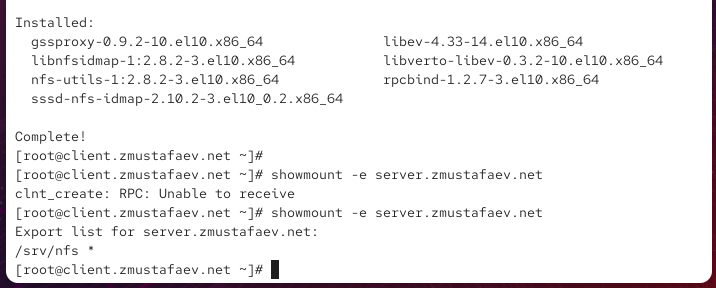 Installed:
  gssproxy-0.9.2-10.el10.x86_64                libev-4.33-14.el10.x86_64
  libnfsidmap-1:2.8.2-3.el10.x86_64            libverto-libev-0.3.2-10.el10.x86_64
  nfs-utils-1:2.8.2-3.el10.x86_64              rpcbind-1.2.7-3.el10.x86_64
  sssd-nfs-idmap-2.10.2-3.el10_0.2.x86_64

Complete!
[root@client.zmustafaev.net ~]#
[root@client.zmustafaev.net ~]# showmount -e server.zmustafaev.net
clnt_create: RPC: Unable to receive
[root@client.zmustafaev.net ~]# showmount -e server.zmustafaev.net
Export list for server.zmustafaev.net:
/srv/nfs *
[root@client.zmustafaev.net ~]#